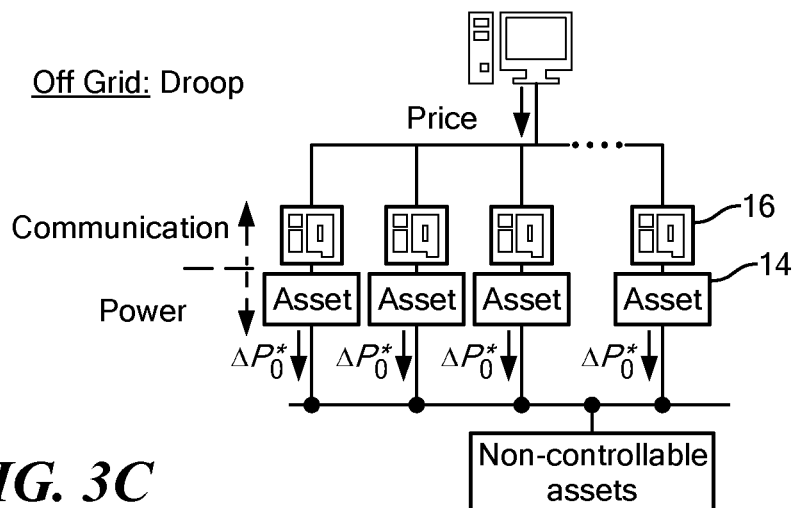 Off Grid: Droop
Price
Communication
16
14
Power
Asset Asset Asset Asset
ΔP₀* ΔP₀* ΔP₀* ΔP₀*
Non-controllable
assets
IG. 3C